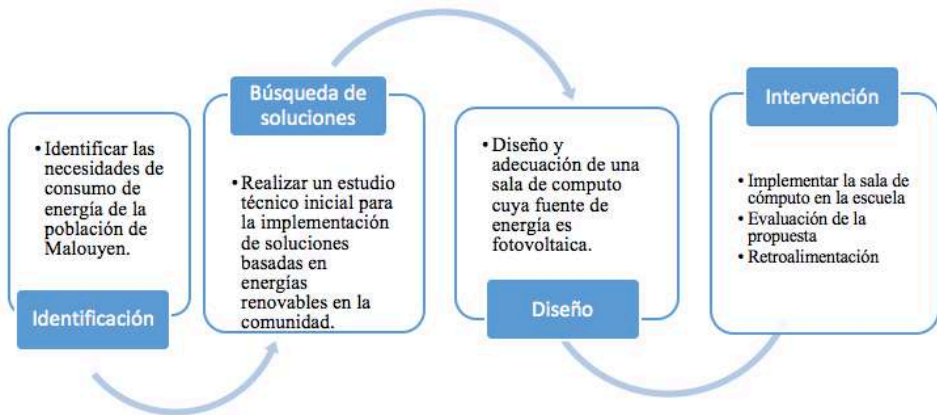 • Identificar las
necesidades de
consumo de
energía de la
población de
Malouyen.
Identificación
Búsqueda de
soluciones
• Realizar un estudio
técnico inicial para
la implementación
de soluciones
basadas en
energías
renovables en la
comunidad.
• Diseño y
adecuación de una
sala de computo
cuya fuente de
energía es
fotovoltaica.
Diseño
Intervención
• Implementar la sala de
cómputo en la escuela
• Evaluación de la
propuesta
• Retroalimentación